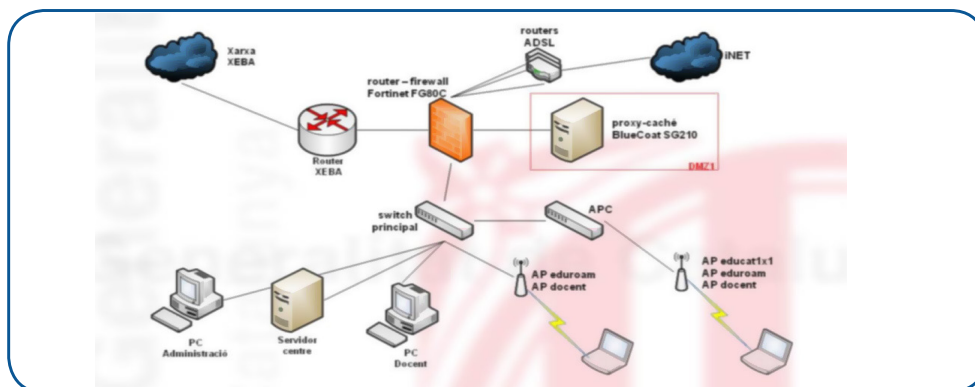 Xarxa
XEBA
routers
ADSL
iNET
router – firewall
Fortinet FG80C
proxy-caché
BlueCoat SG210
DMZ1
Router
XEBA
switch
principal
APC
AP eduroam
AP docent
AP educat1x1
AP eduroam
AP docent
PC
Administració
Servidor
centre
PC
Docent